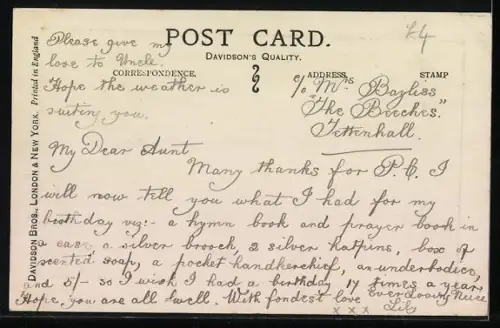 £4
POST CARD.
DAVIDSON'S QUALITY.
CORRESPONDENCE.
ADDRESS.
STAMP
DAVIDSON BROS., LONDON & NEW YORK. Printed in England
Please give my
love to Uncle.
Hope the weather is
suiting you.
c/o Mrs Bayliss
"The Beeches"
Tettenhall.
My Dear Aunt
Many thanks for P.C. I
will now tell you what I had for my
birthday viz:- a hymn book and prayer book in
a case, a silver brooch, 2 silver hatpins, box of
scented soap, a pocket handkerchief, an underbodice,
and 5/- so I wish I had a birthday 17 times a year,
Hope you are all well. With fondest love Everloving Niece
x x x Lily